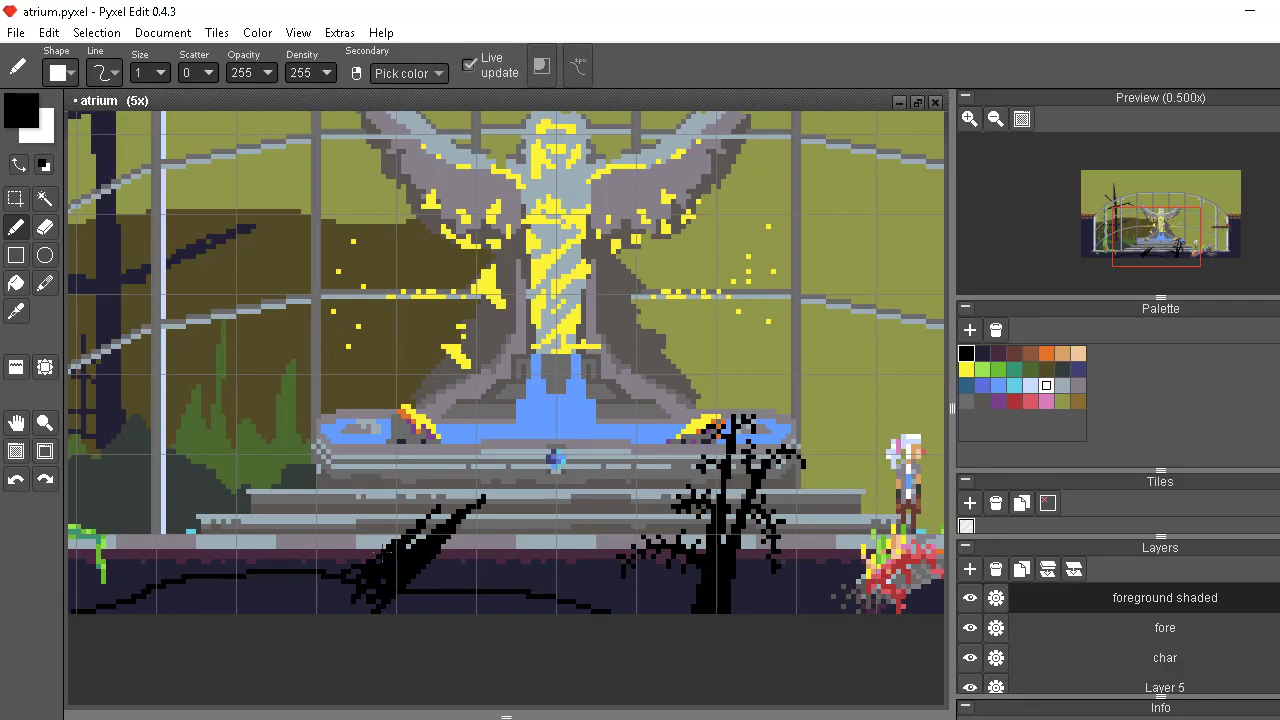 atrium.pyxel - Pyxel Edit 0.4.3
File Edit Selection Document Tiles Color View Extras Help
Shape Line Size Scatter Opacity Density Secondary
1 0 255 255 Pick color Live update
atrium (5x)
Preview (0.500x)
Palette
Tiles
Layers
foreground shaded
fore
char
Layer 5
Info